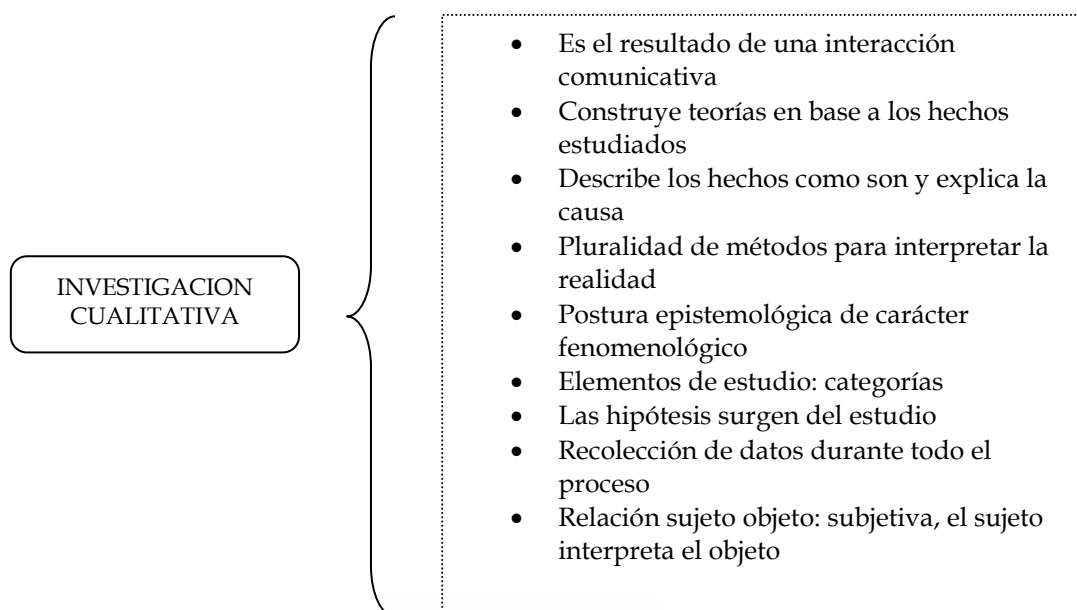 INVESTIGACION
CUALITATIVA
• Es el resultado de una interacción
comunicativa
• Construye teorías en base a los hechos
estudiados
• Describe los hechos como son y explica la
causa
• Pluralidad de métodos para interpretar la
realidad
• Postura epistemológica de carácter
fenomenológico
• Elementos de estudio: categorías
• Las hipótesis surgen del estudio
• Recolección de datos durante todo el
proceso
• Relación sujeto objeto: subjetiva, el sujeto
interpreta el objeto